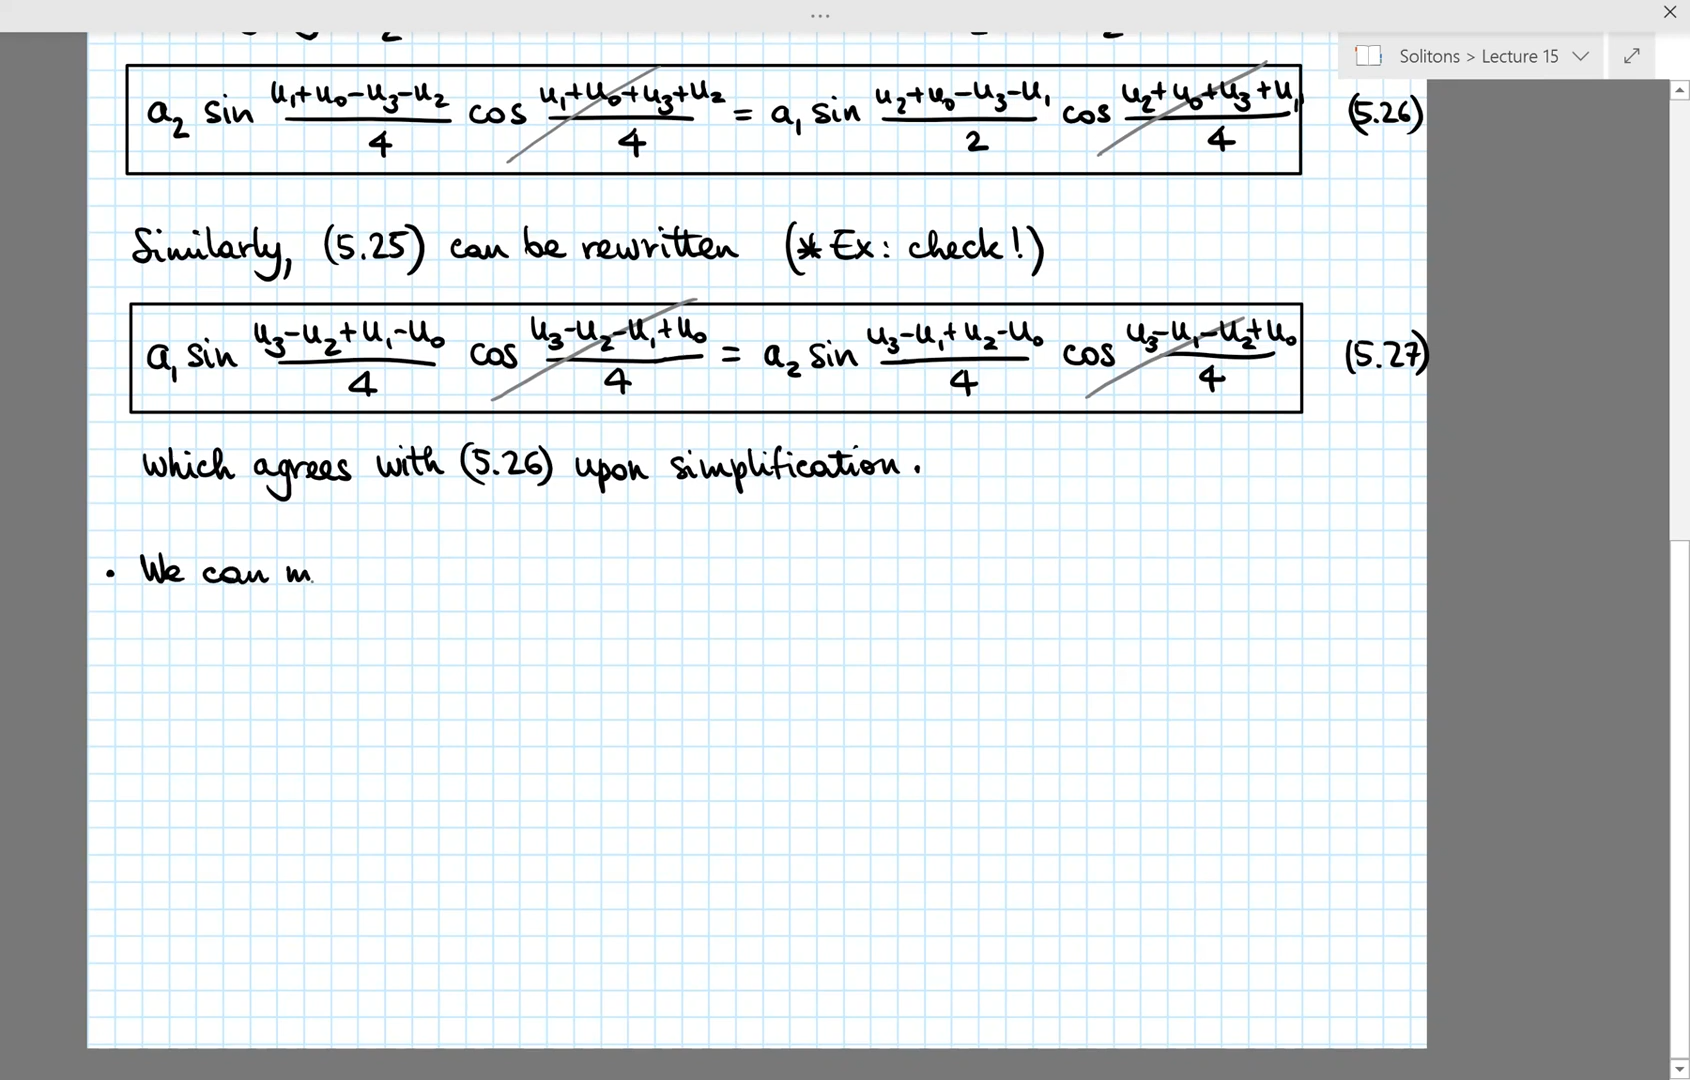 Solitons > Lecture 15
a₂ sin (u₁+u₀-u₃-u₂)/4 cos (u₁+u₀+u₃+u₂)/4 = a₁ sin (u₂+u₀-u₃-u₁)/2 cos (u₂+u₀+u₃+u₁)/4 (5.26)
Similarly, (5.25) can be rewritten (* Ex: check!)
a₁ sin (u₃-u₂+u₁-u₀)/4 cos (u₃-u₂-u₁+u₀)/4 = a₂ sin (u₃-u₁+u₂-u₀)/4 cos (u₃-u₁-u₂+u₀)/4 (5.27)
which agrees with (5.26) upon simplification.
• We can m